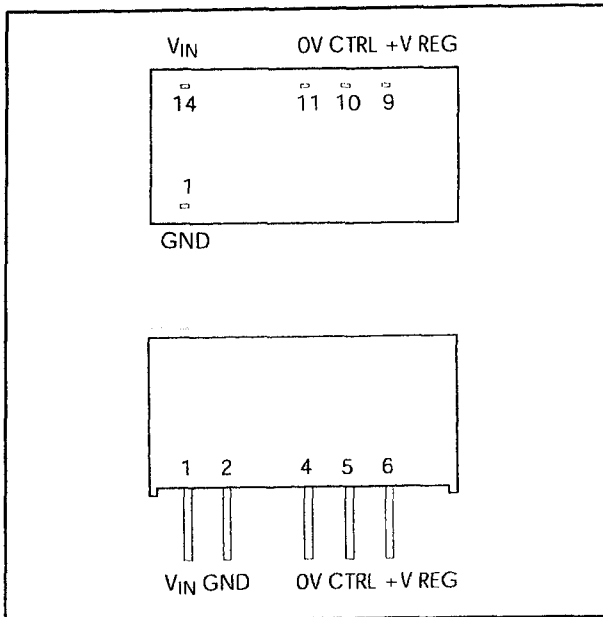 VIN 0V CTRL +V REG
14 11 10 9
1
GND
1 2 4 5 6
VIN GND 0V CTRL +V REG